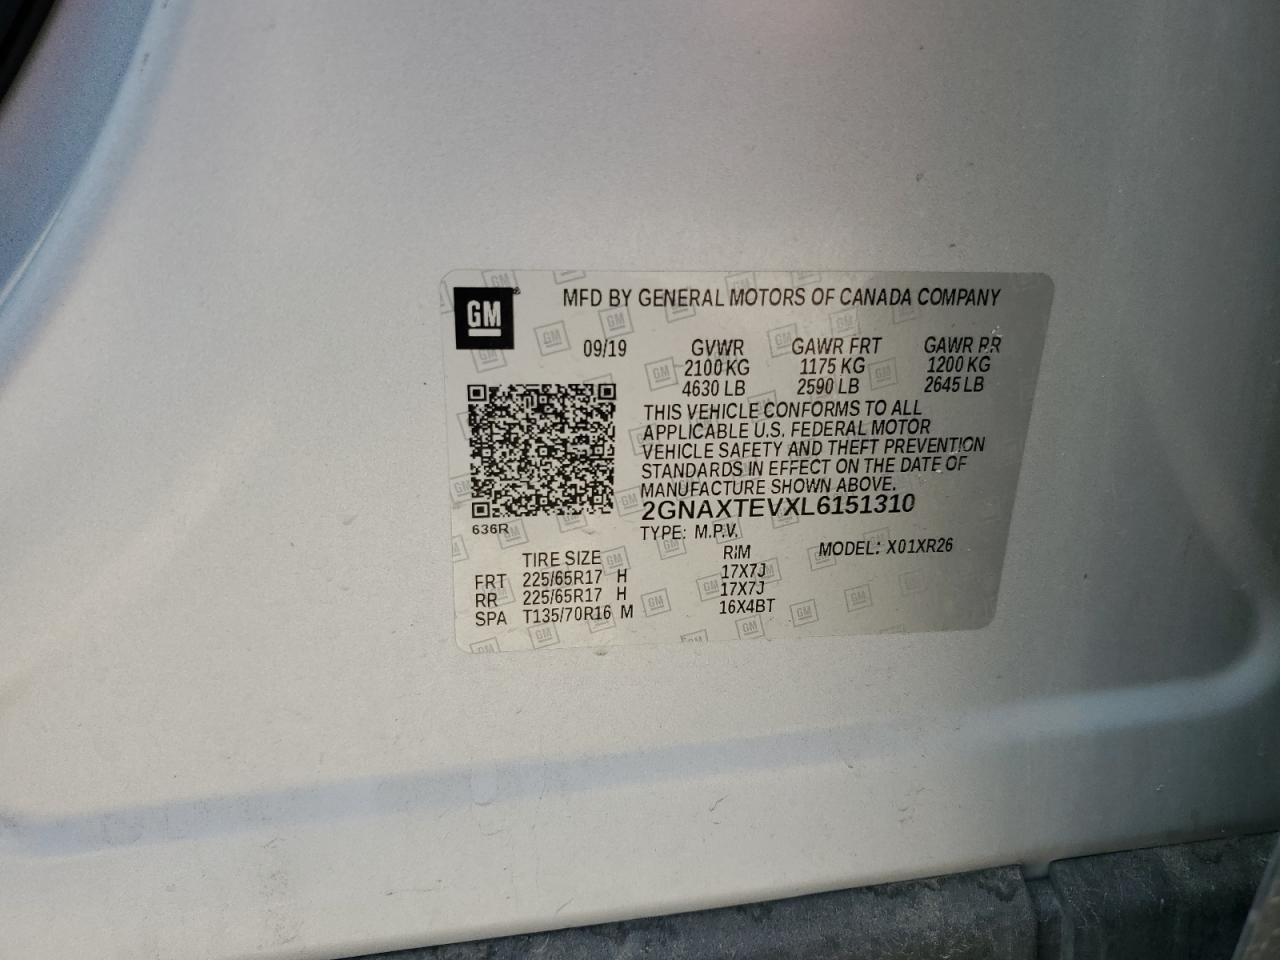 GM
MFD BY GENERAL MOTORS OF CANADA COMPANY
09/19 GVWR GAWR FRT GAWR RR
2100 KG 1175 KG 1200 KG
4630 LB 2590 LB 2645 LB
THIS VEHICLE CONFORMS TO ALL
APPLICABLE U.S. FEDERAL MOTOR
VEHICLE SAFETY AND THEFT PREVENTION
STANDARDS IN EFFECT ON THE DATE OF
MANUFACTURE SHOWN ABOVE.
2GNAXTEVXL6151310
636R TYPE: M.P.V.
TIRE SIZE RIM MODEL: X01XR26
FRT 225/65R17 H 17X7J
RR 225/65R17 H 17X7J
SPA T135/70R16 M 16X4BT